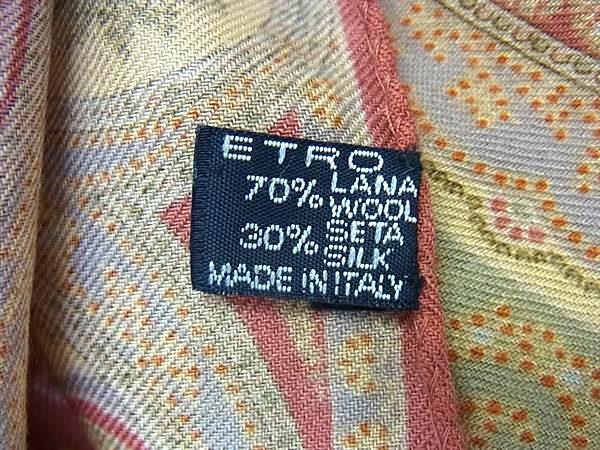 ETRO
70% LANA
WOOL
30% SETA
SILK
MADE IN ITALY